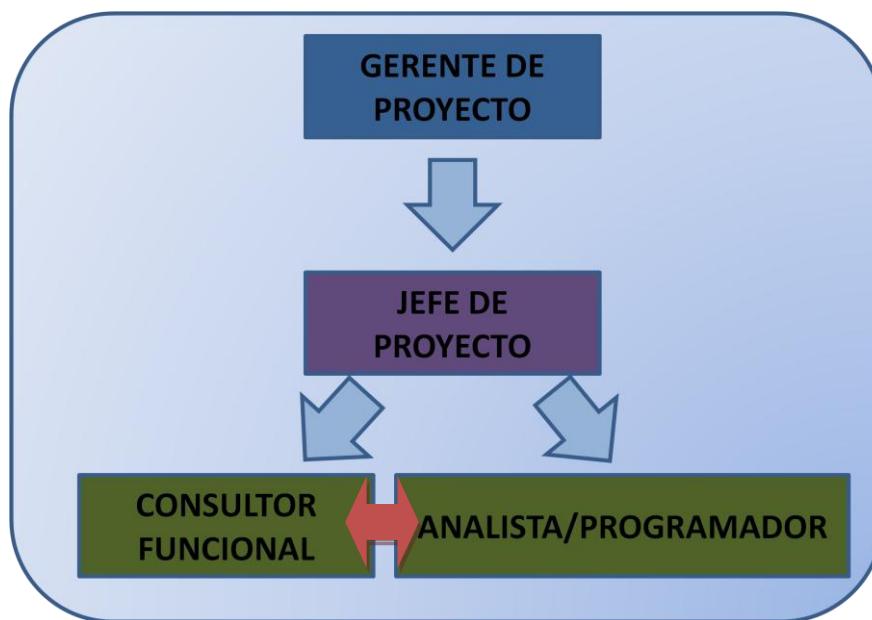 GERENTE DE
PROYECTO
JEFE DE
PROYECTO
CONSULTOR
FUNCIONAL
ANALISTA/PROGRAMADOR